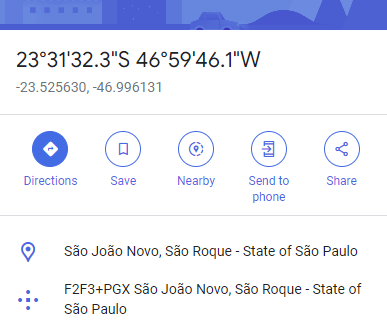 23°31'32.3"S 46°59'46.1"W
-23.525630, -46.996131
Directions
Save
Nearby
Send to
phone
Share
São João Novo, São Roque - State of São Paulo
F2F3+PGX São João Novo, São Roque - State of
São Paulo